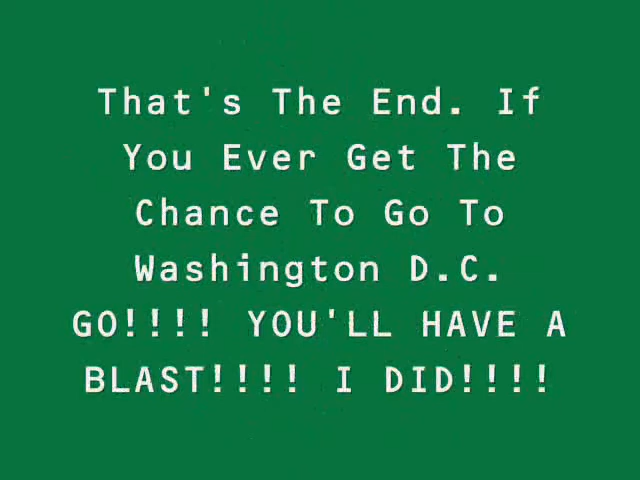 That's The End. If
You Ever Get The
Chance To Go To
Washington D.C.
GO!!!! YOU'LL HAVE A
BLAST!!!! I DID!!!!